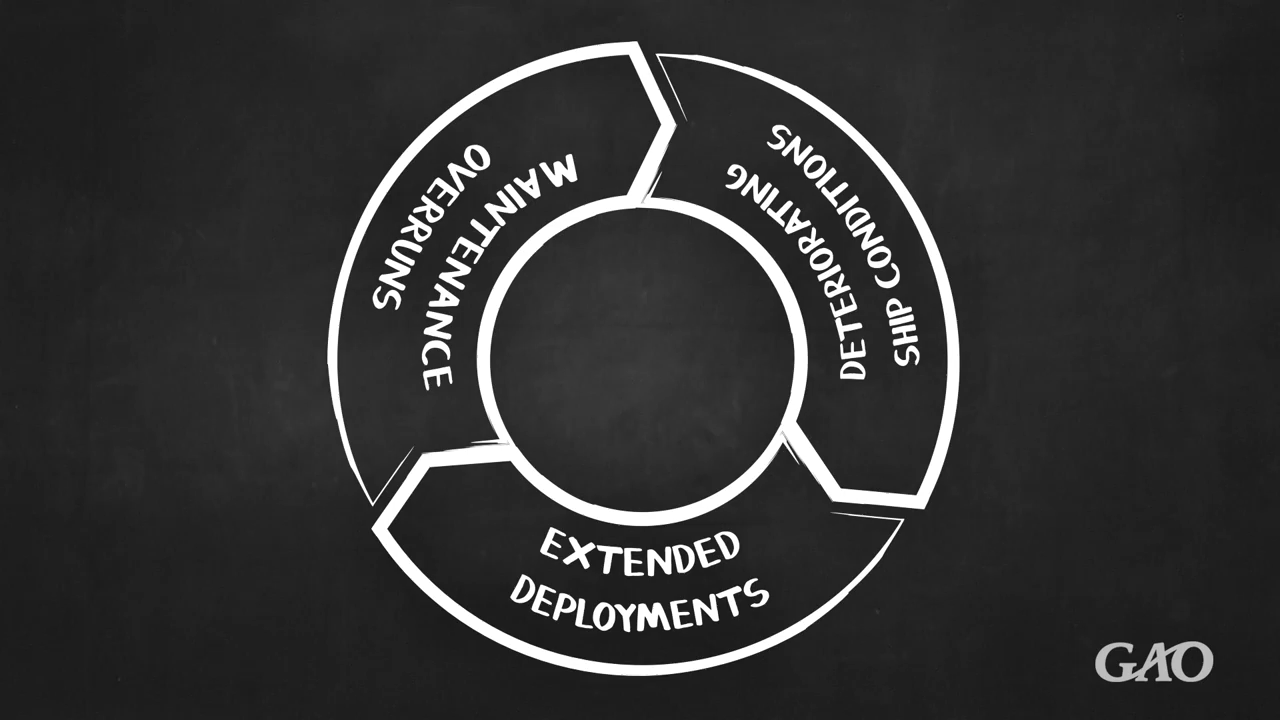 MAINTENANCE
OVERRUNS
DETERIORATING
SHIP CONDITIONS
EXTENDED
DEPLOYMENTS
GAO